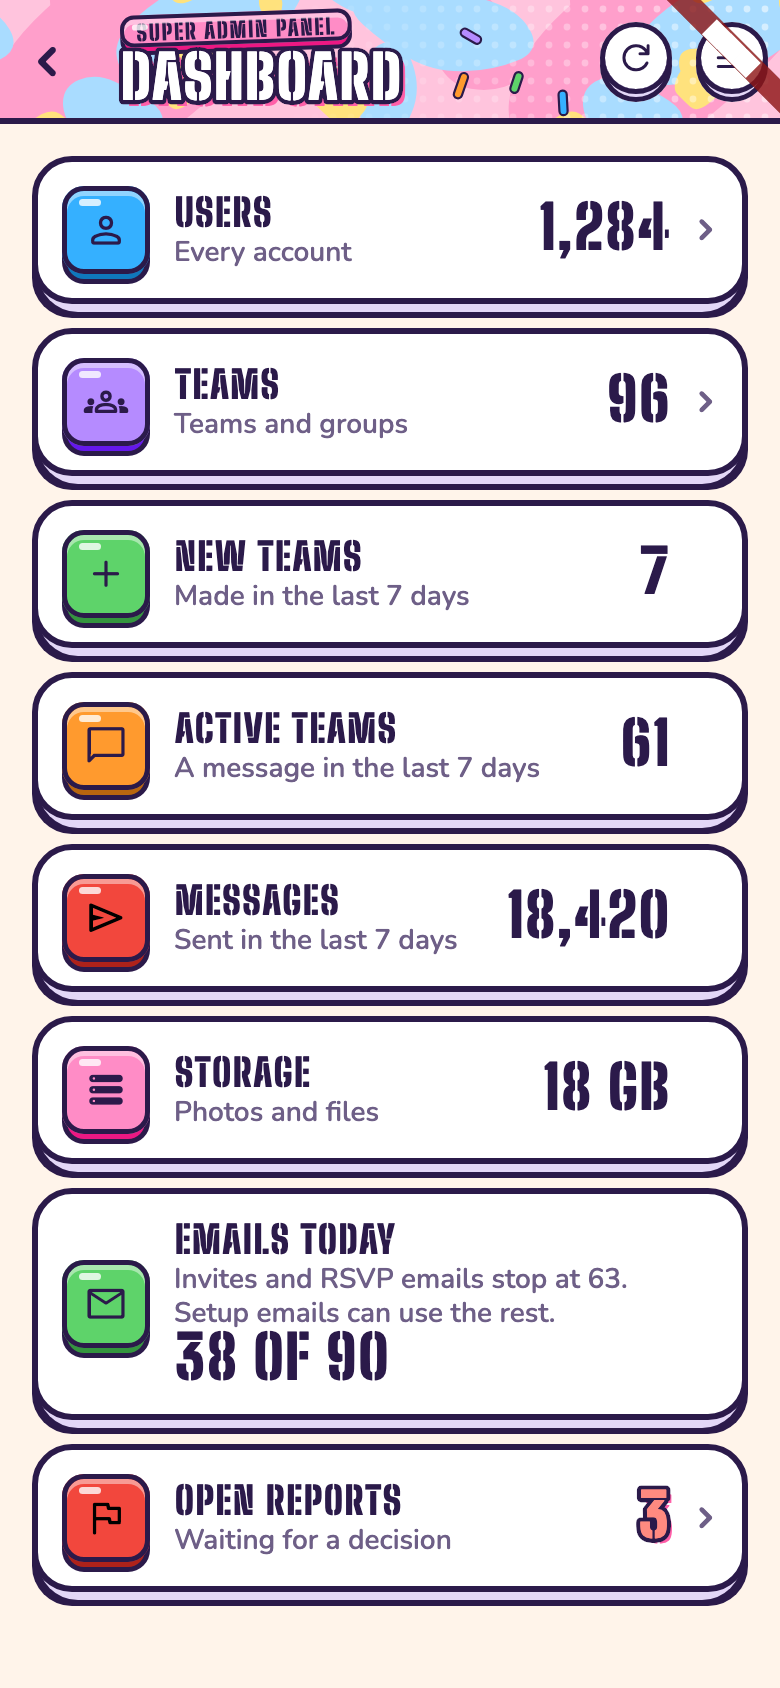 SUPER ADMIN PANEL
DASHBOARD
USERS
Every account
1,284
TEAMS
Teams and groups
96
NEW TEAMS
Made in the last 7 days
7
ACTIVE TEAMS
A message in the last 7 days
61
MESSAGES
Sent in the last 7 days
18,420
STORAGE
Photos and files
18 GB
EMAILS TODAY
Invites and RSVP emails stop at 63.
Setup emails can use the rest.
38 OF 90
OPEN REPORTS
Waiting for a decision
3